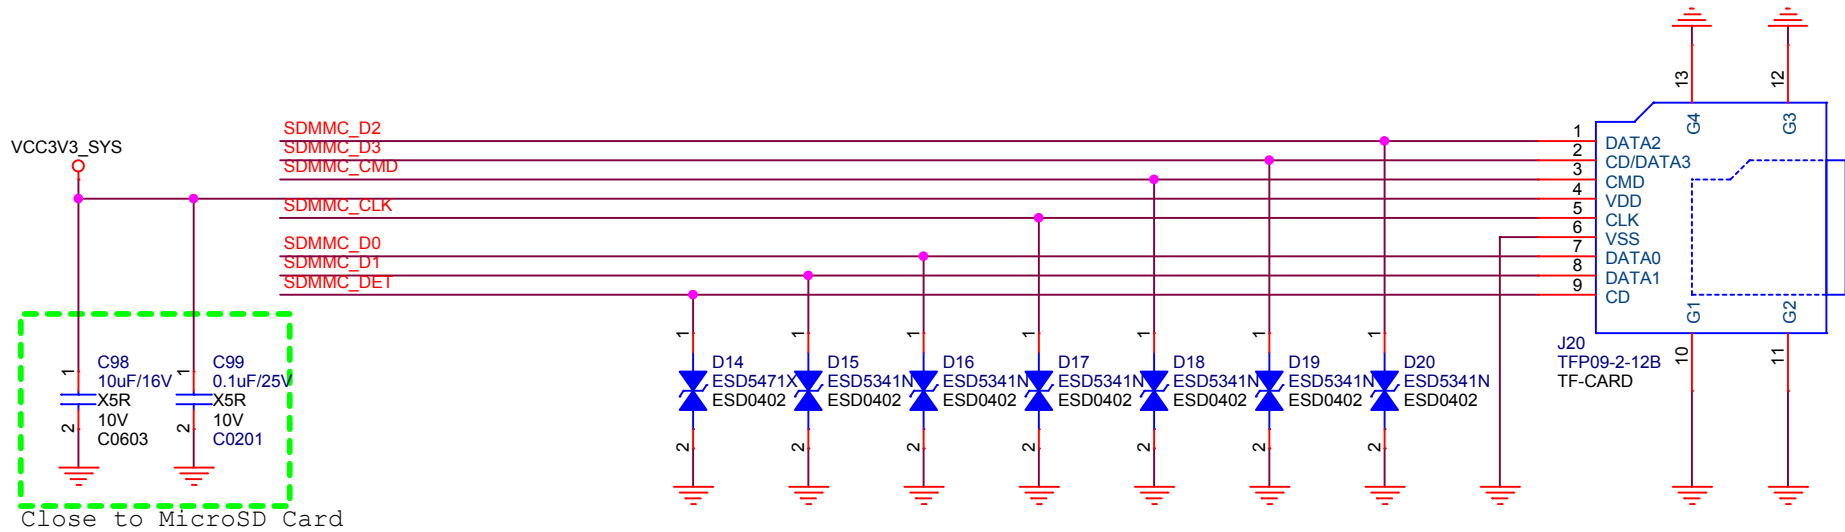 VCC3V3_SYS
SDMMC_D2
SDMMC_D3
SDMMC_CMD
SDMMC_CLK
SDMMC_D0
SDMMC_D1
SDMMC_DET
1
2
3
4
5
6
7
8
9
DATA2
CD/DATA3
CMD
VDD
CLK
VSS
DATA0
DATA1
CD
13
12
G4
G3
G1
G2
10
11
J20
TFP09-2-12B
TF-CARD
1
C98
10uF/16V
X5R
10V
C0603
2
1
C99
0.1uF/25V
X5R
10V
C0201
2
Close to MicroSD Card
1
D14
ESD5471X
ESD0402
2
1
D15
ESD5341N
ESD0402
2
1
D16
ESD5341N
ESD0402
2
1
D17
ESD5341N
ESD0402
2
1
D18
ESD5341N
ESD0402
2
1
D19
ESD5341N
ESD0402
2
1
D20
ESD5341N
ESD0402
2